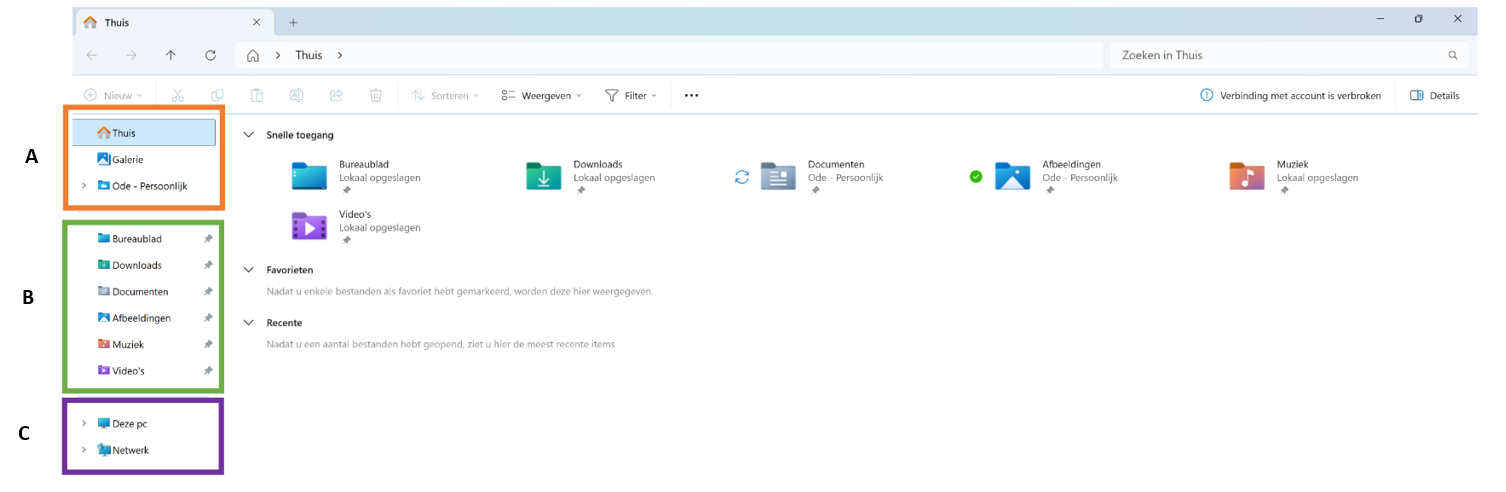 Thuis
Thuis
Zoeken in Thuis
Nieuw
Sorteren
Weergeven
Filter
Verbinding met account is verbroken
Details
A
Thuis
Galerie
Ode - Persoonlijk
B
Bureaublad
Downloads
Documenten
Afbeeldingen
Muziek
Video's
C
Deze pc
Netwerk
Snelle toegang
Bureaublad
Lokaal opgeslagen
Downloads
Lokaal opgeslagen
Documenten
Ode - Persoonlijk
Afbeeldingen
Ode - Persoonlijk
Muziek
Lokaal opgeslagen
Video's
Lokaal opgeslagen
Favorieten
Nadat u enkele bestanden als favoriet hebt gemarkeerd, worden deze hier weergegeven.
Recente
Nadat u een aantal bestanden hebt geopend, ziet u hier de meest recente items